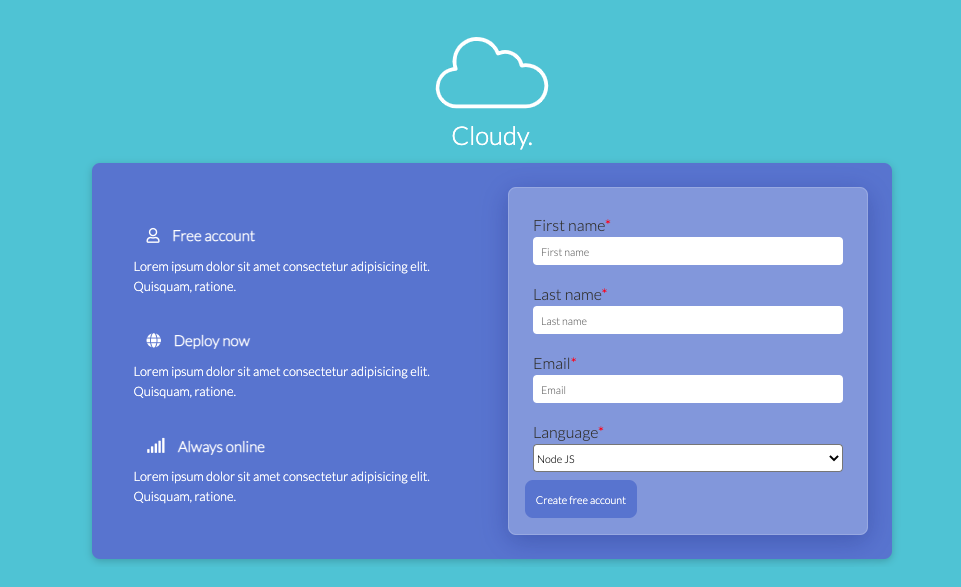 Cloudy.
Free account
Lorem ipsum dolor sit amet consectetur adipisicing elit.
Quisquam, ratione.
Deploy now
Lorem ipsum dolor sit amet consectetur adipisicing elit.
Quisquam, ratione.
Always online
Lorem ipsum dolor sit amet consectetur adipisicing elit.
Quisquam, ratione.
First name*
First name
Last name*
Last name
Email*
Email
Language*
Node JS
Create free account